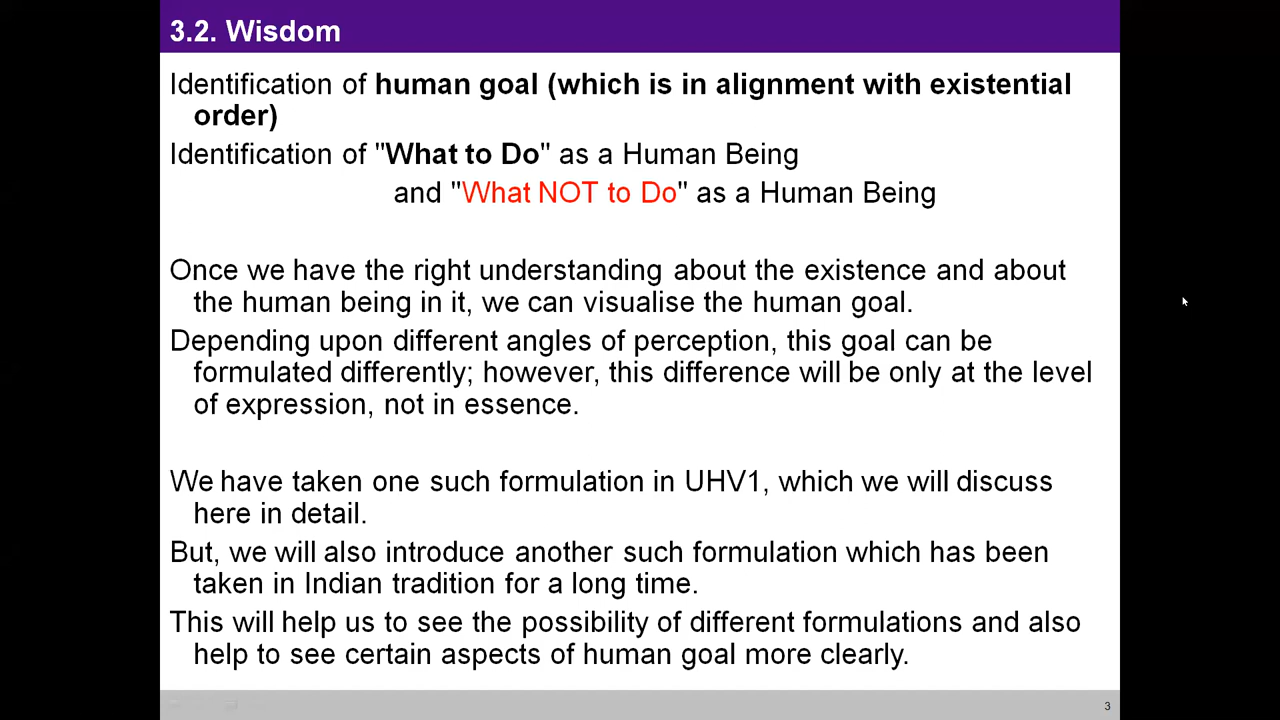 3.2. Wisdom
Identification of human goal (which is in alignment with existential
order)
Identification of "What to Do" as a Human Being
and "What NOT to Do" as a Human Being
Once we have the right understanding about the existence and about
the human being in it, we can visualise the human goal.
Depending upon different angles of perception, this goal can be
formulated differently; however, this difference will be only at the level
of expression, not in essence.
We have taken one such formulation in UHV1, which we will discuss
here in detail.
But, we will also introduce another such formulation which has been
taken in Indian tradition for a long time.
This will help us to see the possibility of different formulations and also
help to see certain aspects of human goal more clearly.
3